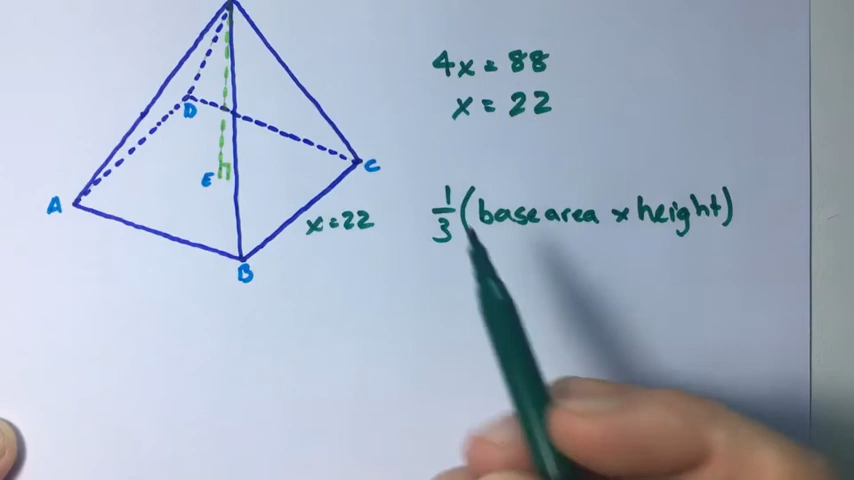 4x = 88
x = 22
D
C
E
A
x = 22
1/3 (base area x height)
B